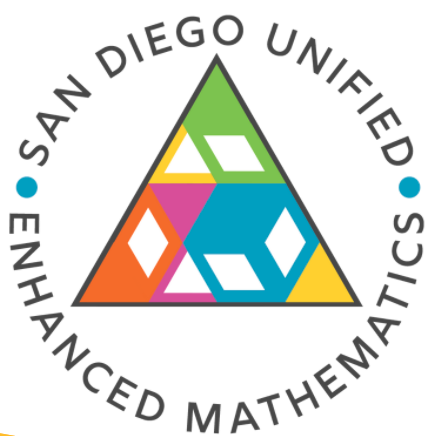 SAN DIEGO UNIFIED
ENHANCED MATHEMATICS